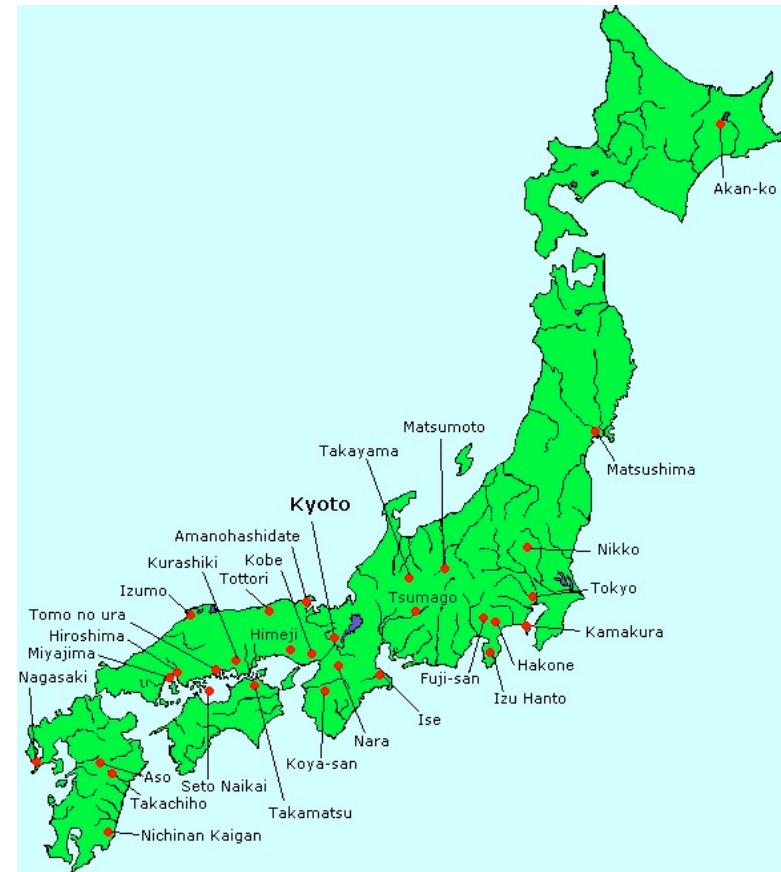 Akan-ko
Matsumoto
Takayama
Matsushima
Kyoto
Amanohashidate
Nikko
Kobe
Kurashiki
Tottori
Izumo
Tsumago
Tokyo
Tomo no ura
Himeji
Hiroshima
Kamakura
Miyajima
Hakone
Nagasaki
Fuji-san
Izu Hanto
Ise
Nara
Koya-san
Aso
Seto Naikai
Takachiho
Takamatsu
Nichinan Kaigan